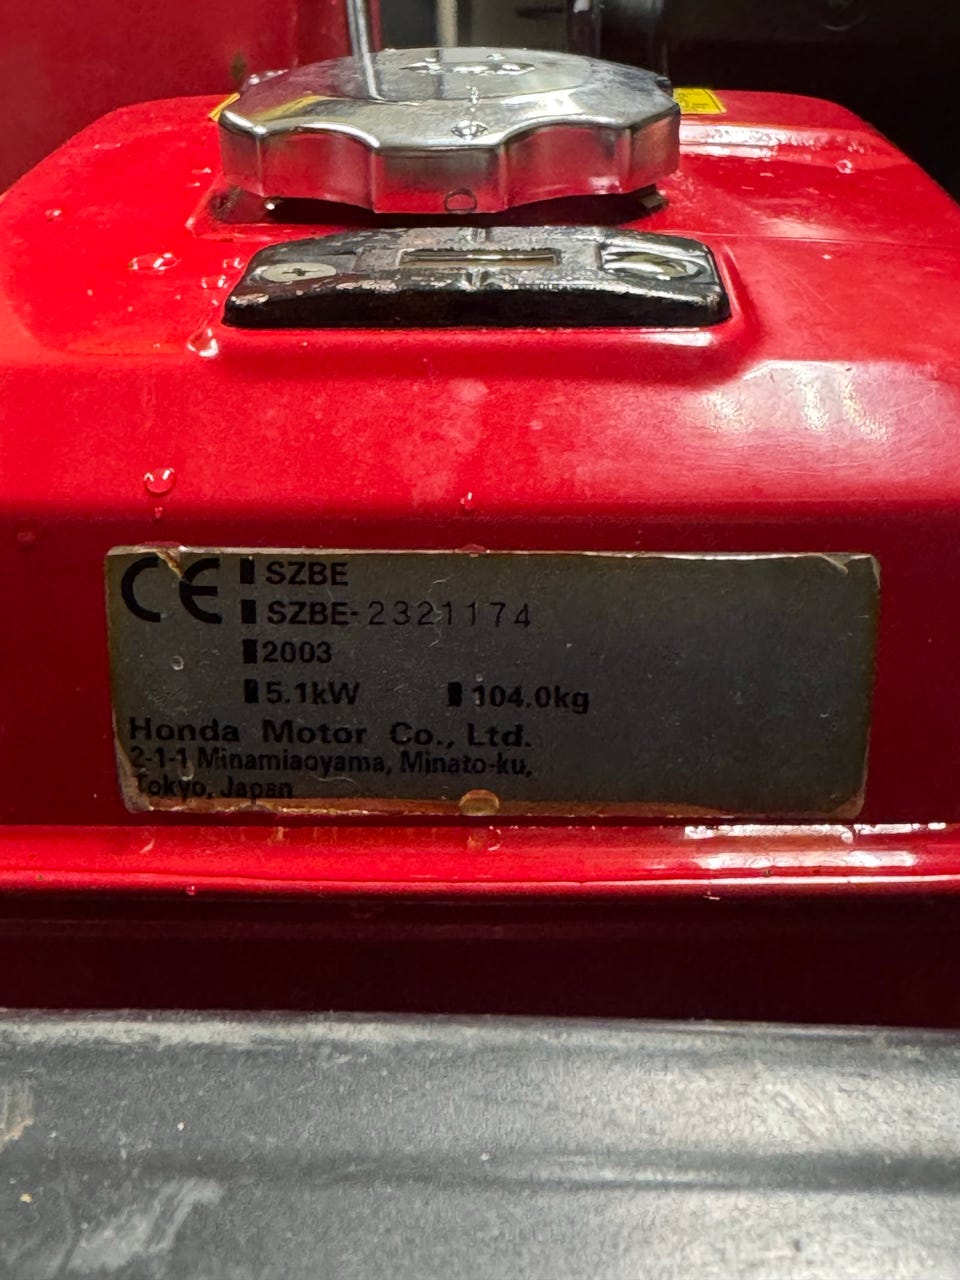 CE SZBE
SZBE-2321174
2003
5.1kW 104.0kg
Honda Motor Co., Ltd.
2-1-1 Minamiaoyama, Minato-ku,
Tokyo, Japan